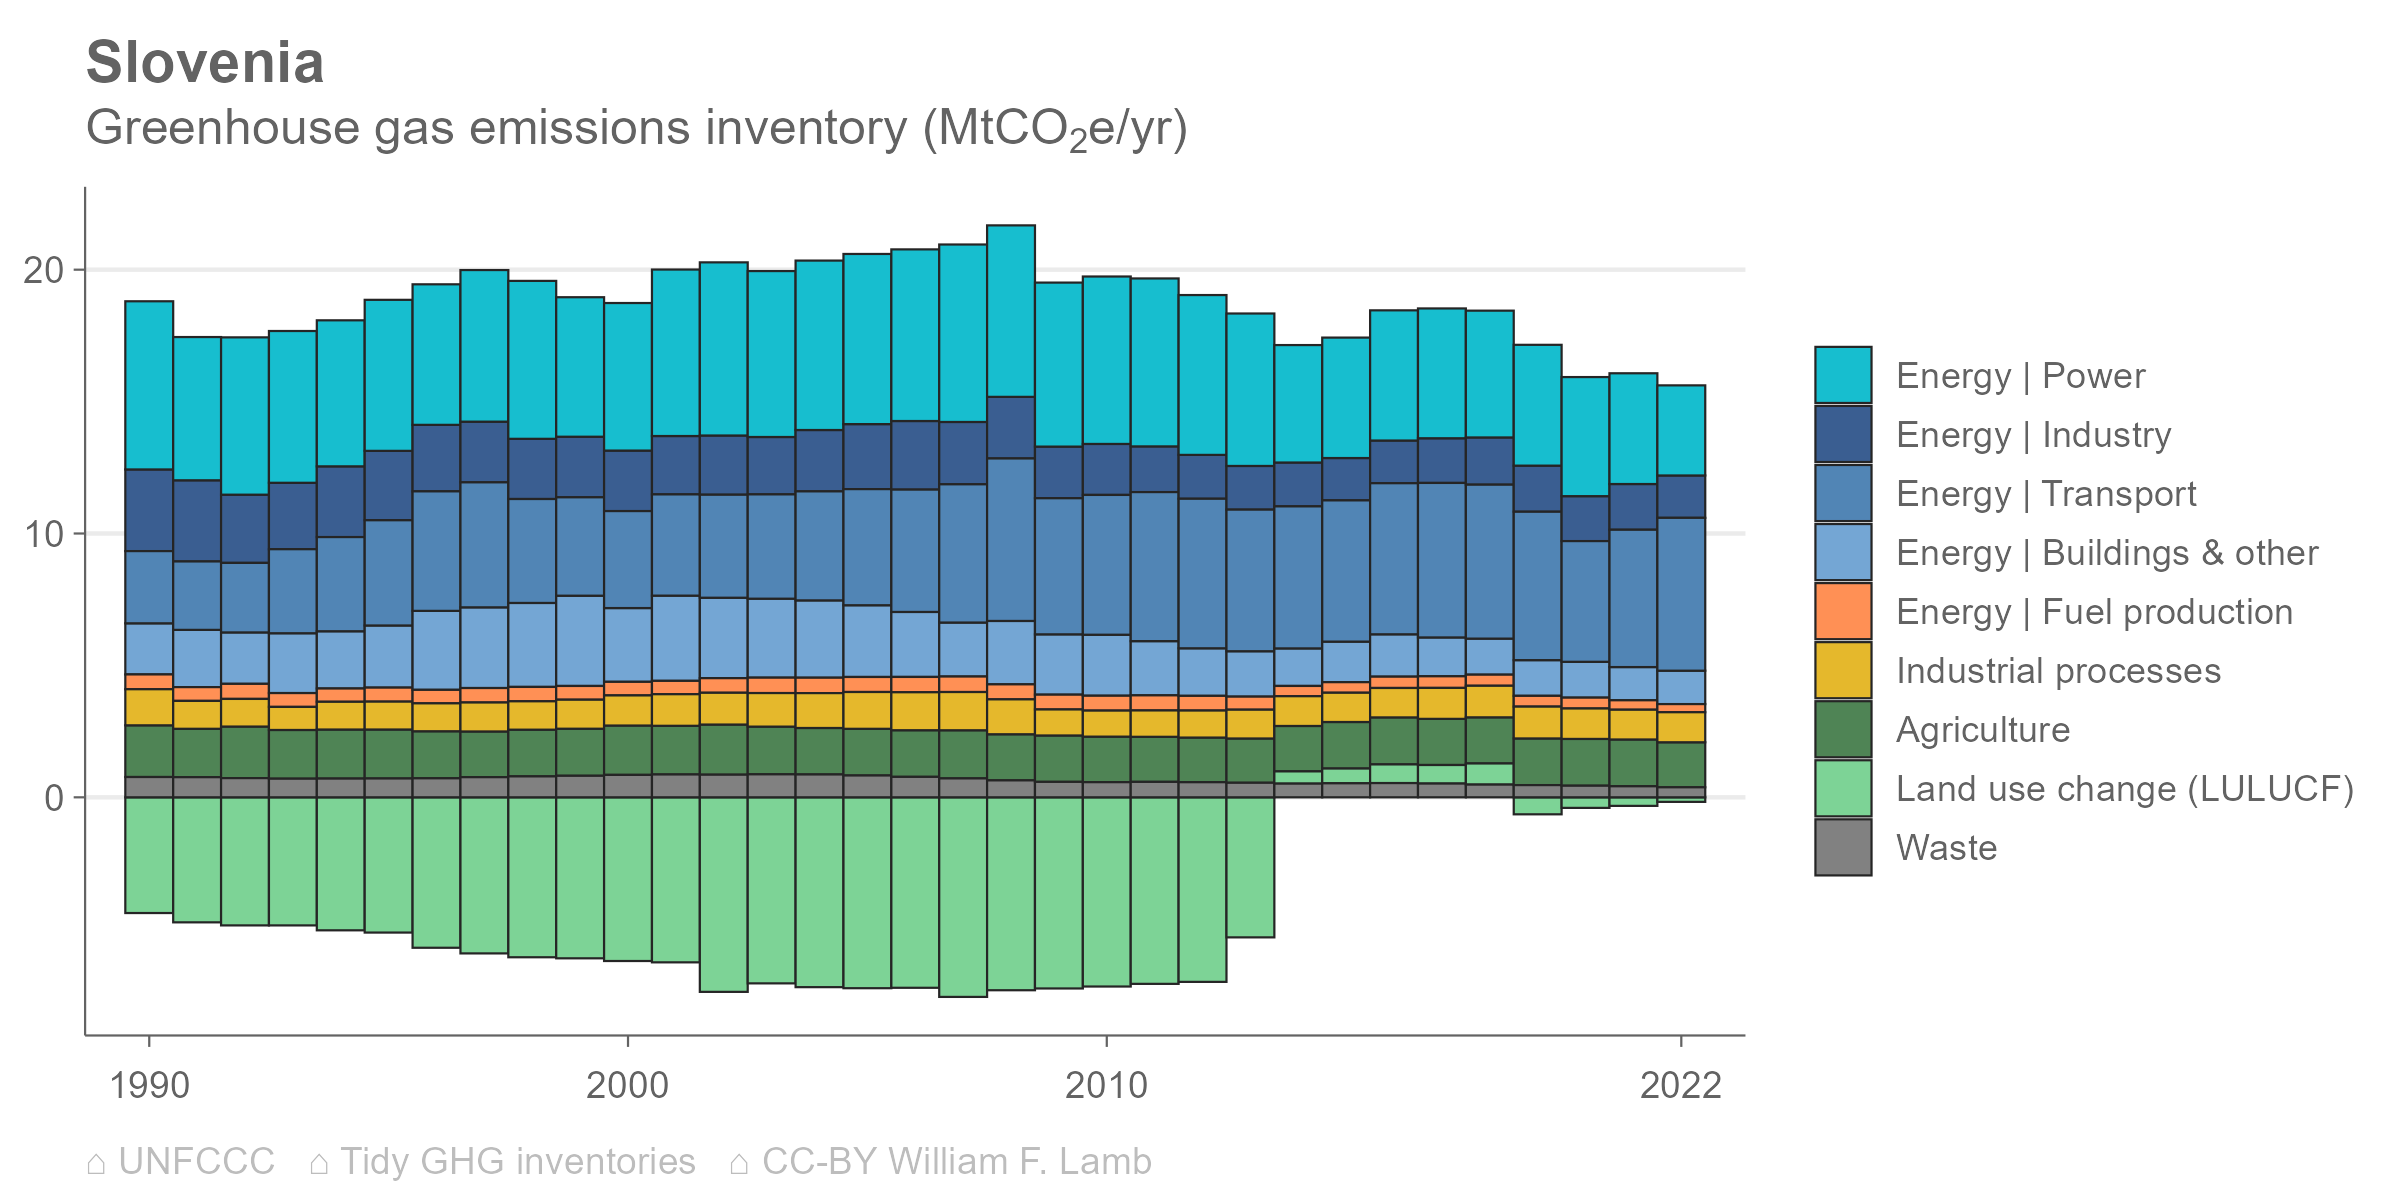 Slovenia
Greenhouse gas emissions inventory (MtCO₂e/yr)
20
10
0
1990
2000
2010
2022
Energy | Power
Energy | Industry
Energy | Transport
Energy | Buildings & other
Energy | Fuel production
Industrial processes
Agriculture
Land use change (LULUCF)
Waste
⌂ UNFCCC ⌂ Tidy GHG inventories ⌂ CC-BY William F. Lamb